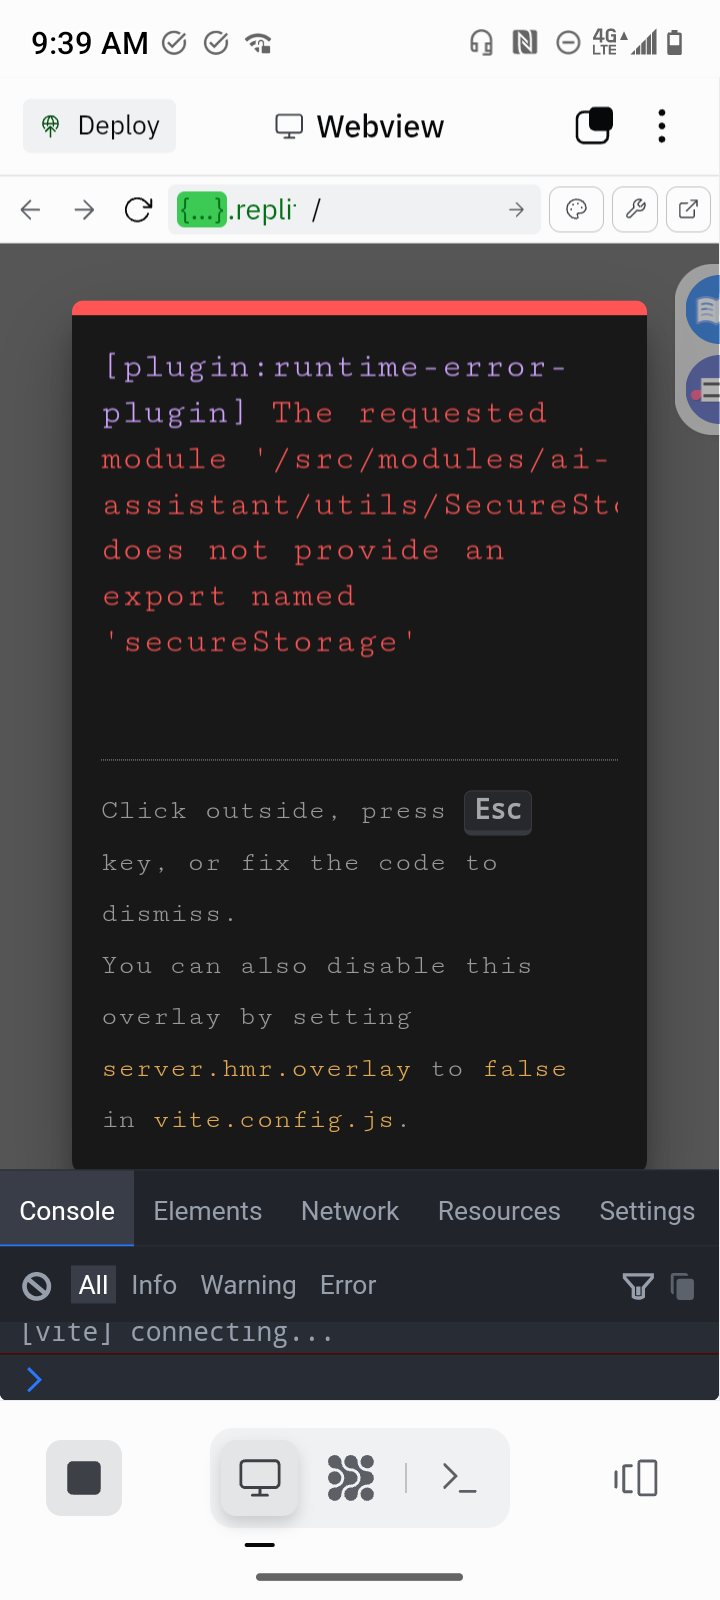 9:39 AM
4G
LTE
Deploy
Webview
{...}.repli
/
[plugin:runtime-error-
plugin] The requested
module '/src/modules/ai-
assistant/utils/SecureSt
does not provide an
export named
'secureStorage'
Click outside, press Esc
key, or fix the code to
dismiss.
You can also disable this
overlay by setting
server.hmr.overlay to false
in vite.config.js.
Console Elements Network Resources Settings
All Info Warning Error
[vite] connecting...